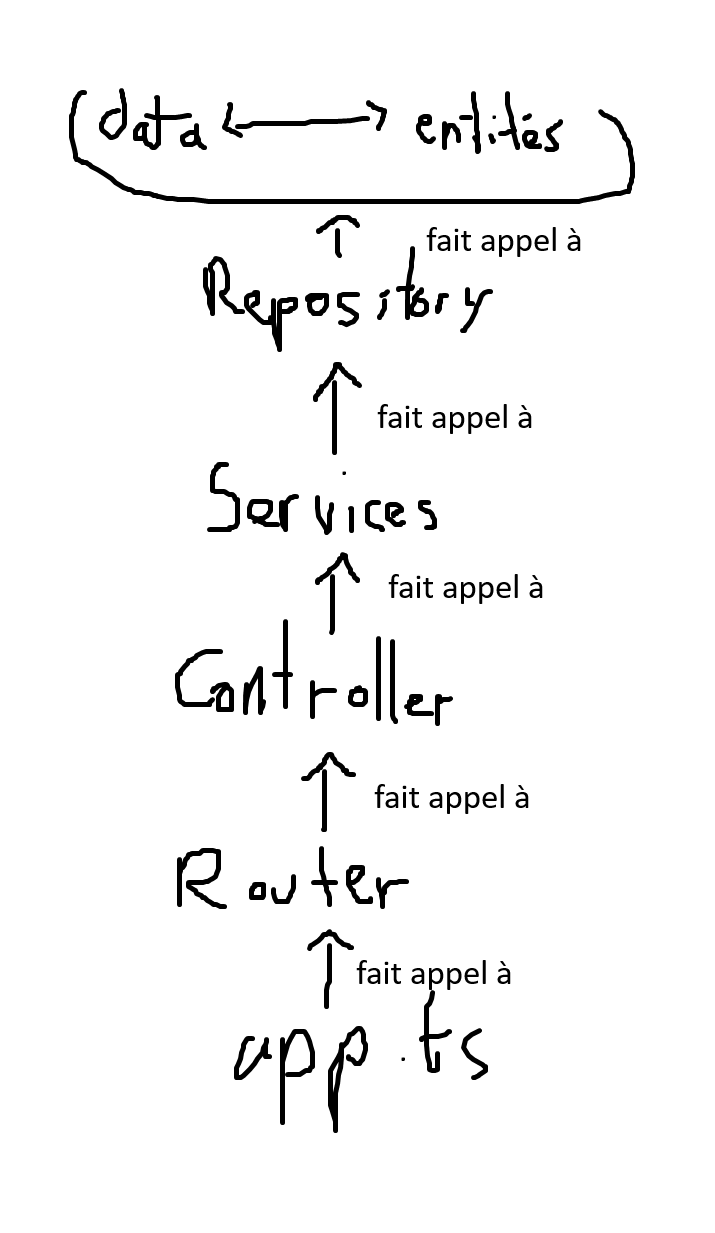 data entités
fait appel à
Repository
fait appel à
Services
fait appel à
Controller
fait appel à
Router
fait appel à
app.ts